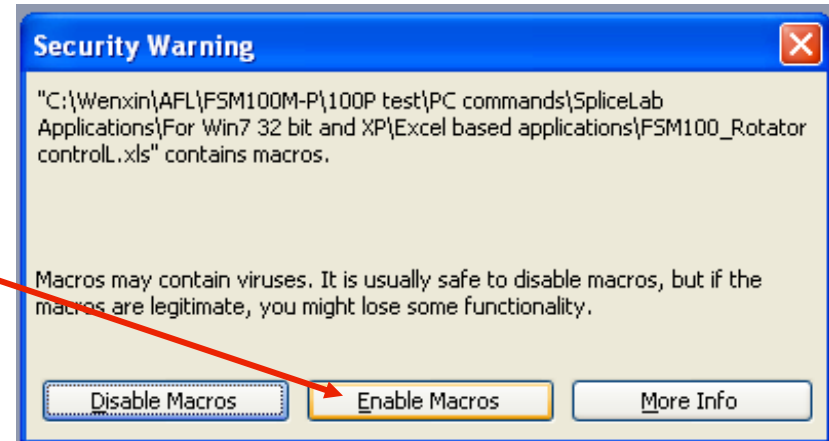 Security Warning
"C:\Wenxin\AFL\FSM100M-P\100P test\PC commands\SpliceLab
Applications\For Win7 32 bit and XP\Excel based applications\FSM100_Rotator
controlL.xls" contains macros.
Macros may contain viruses. It is usually safe to disable macros, but if the
macros are legitimate, you might lose some functionality.
Disable Macros
Enable Macros
More Info